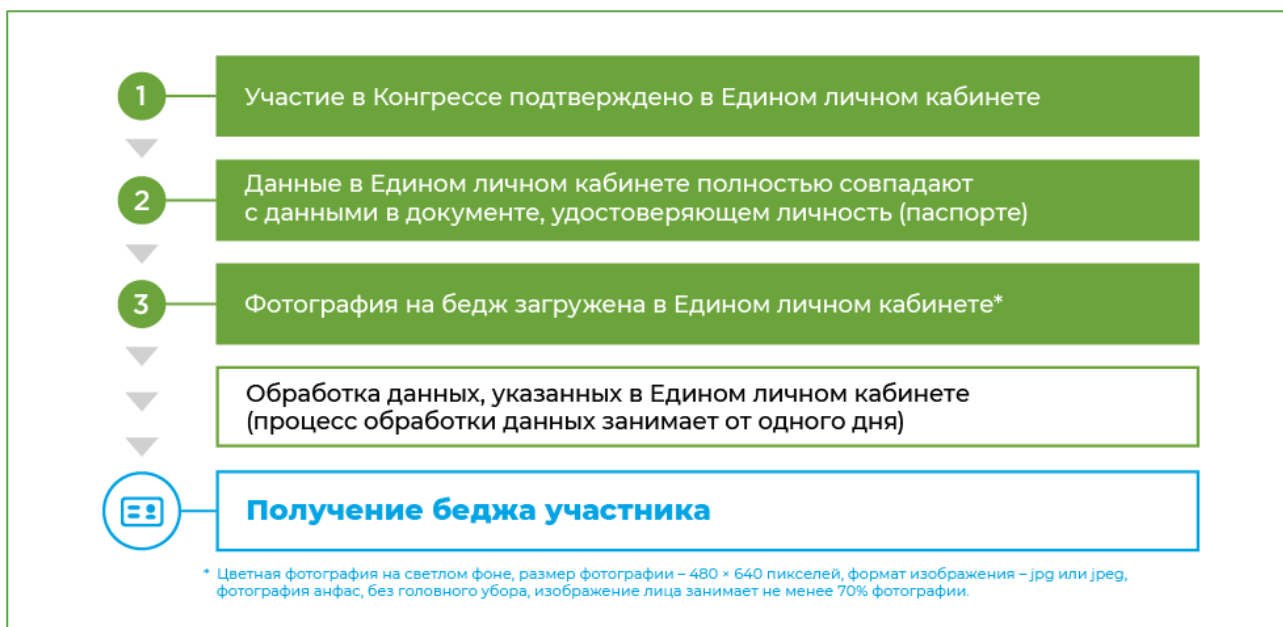 1
Участие в Конгрессе подтверждено в Едином личном кабинете
2
Данные в Едином личном кабинете полностью совпадают
с данными в документе, удостоверяющем личность (паспорте)
3
Фотография на бедж загружена в Едином личном кабинете*
Обработка данных, указанных в Едином личном кабинете
(процесс обработки данных занимает от одного дня)
Получение беджа участника
* Цветная фотография на светлом фоне, размер фотографии – 480 × 640 пикселей, формат изображения – jpg или jpeg,
фотография анфас, без головного убора, изображение лица занимает не менее 70% фотографии.